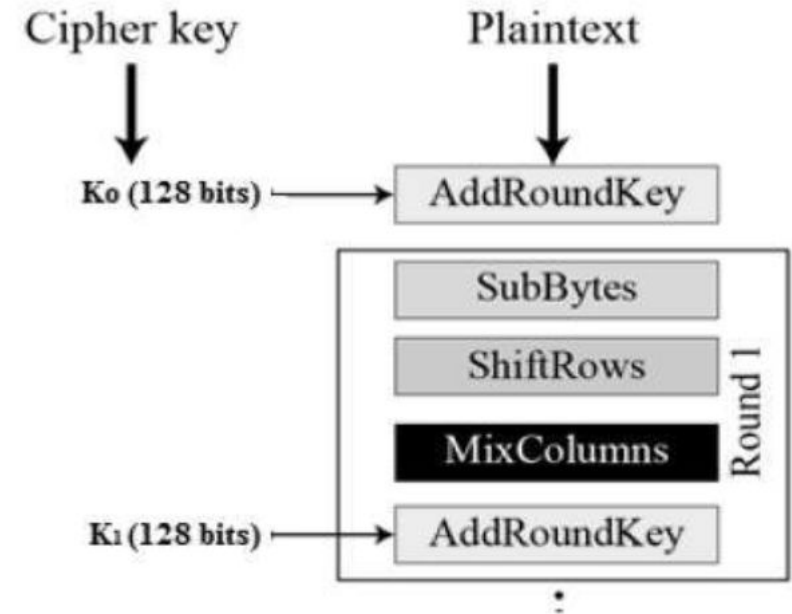 Cipher key
Plaintext
K0 (128 bits)
AddRoundKey
SubBytes
ShiftRows
MixColumns
Round 1
K1 (128 bits)
AddRoundKey